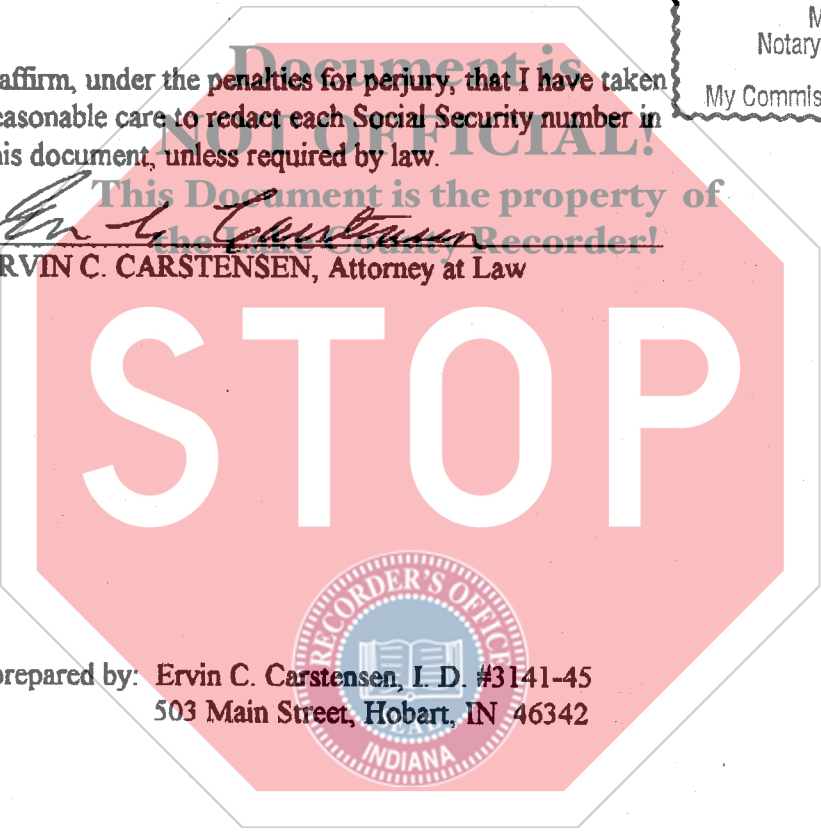 M
Notary
My Commis
Document is
affirm, under the penalties for perjury, that I have taken
easonable care to redact each Social Security number in
NOT OFFICIAL!
his document, unless required by law.
This Document is the property of
the Lake County Recorder!
RVIN C. CARSTENSEN, Attorney at Law
STOP
RECORDER'S OFFIC
SEAL
INDIANA
prepared by: Ervin C. Carstensen, I. D. #3141-45
503 Main Street, Hobart, IN 46342